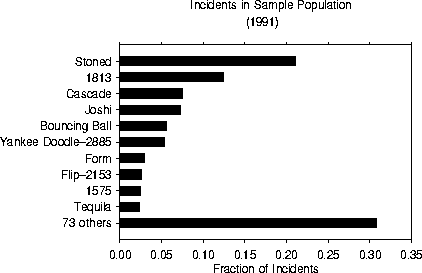 Incidents in Sample Population
(1991)
Stoned
1813
Cascade
Joshi
Bouncing Ball
Yankee Doodle–2885
Form
Flip–2153
1575
Tequila
73 others
0.00 0.05 0.10 0.15 0.20 0.25 0.30 0.35
Fraction of Incidents